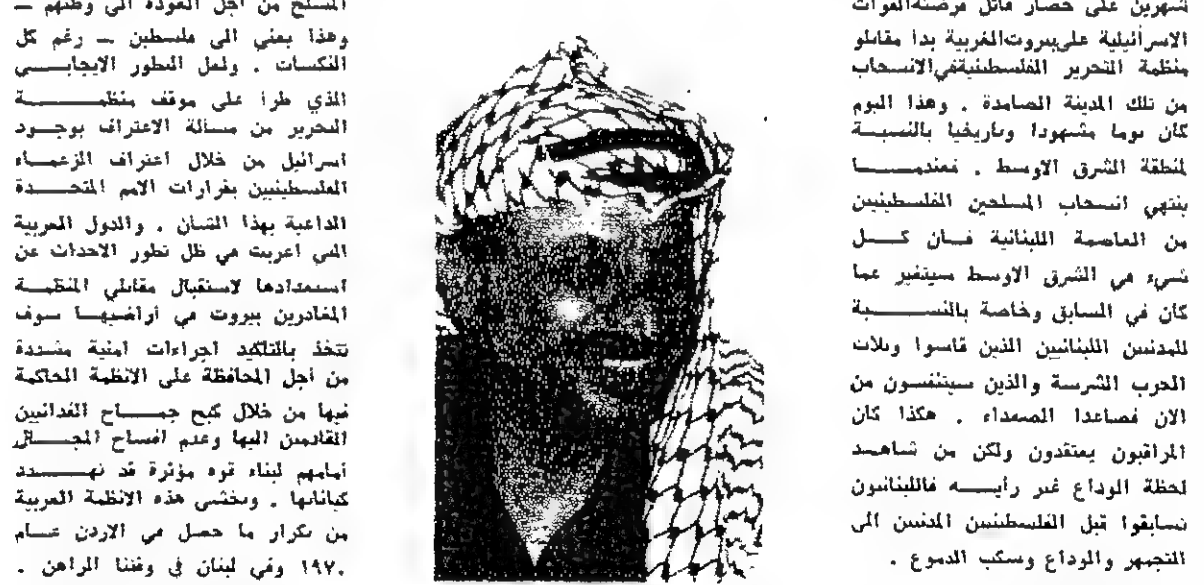 شهرين على حصار قاتل فرضته القوات
الاسرائيلية على بيروت الغربية بدا مقاتلو
منظمة التحرير الفلسطينية في الانسحاب
من تلك المدينة الصامدة . وهذا اليوم
كان يوما مشهودا وتاريخيا بالنسبة
لمنطقة الشرق الاوسط . فعندما
ينتهي انسحاب المسلحين الفلسطينيين
من العاصمة اللبنانية فان كل
شيء في الشرق الاوسط سيتغير عما
كان في السابق وخاصة بالنسبة
للمدنيين اللبنانيين الذين قاسوا ويلات
الحرب الشرسة والذين سيتنفسون من
الان فصاعدا الصعداء . هكذا كان
المراقبون يعتقدون ولكن من شاهد
لحظة الوداع غير رأيه فاللبنانيون
تسابقوا قبل الفلسطينيين المدنيين الى
التجمهر والوداع وسكب الدموع .
المسلح من اجل العودة الى وطنهم —
وهذا يعني الى فلسطين — رغم كل
النكسات . ولعل التطور الايجابي
الذي طرا على موقف منظمة
التحرير من مسالة الاعتراف بوجود
اسرائيل من خلال اعتراف الزعماء
الفلسطينيين بقرارات الامم المتحدة
الداعية بهذا الشأن . والدول العربية
التي اعربت في ظل تطور الاحداث عن
استعدادها لاستقبال مقاتلي المنظمة
المغادرين بيروت في أراضيها سوف
تتخذ بالتاكيد اجراءات امنية مشددة
من أجل المحافظة على الانظمة الحاكمة
فيها من خلال كبح جماح الفدائيين
القادمين اليها وعدم افساح المجال
أمامهم لبناء قوة مؤثرة قد تهدد
كياناتها . وتخشى هذه الانظمة العربية
من تكرار ما حصل في الاردن عام
١٩٧٠ وفي لبنان في وقتنا الراهن .